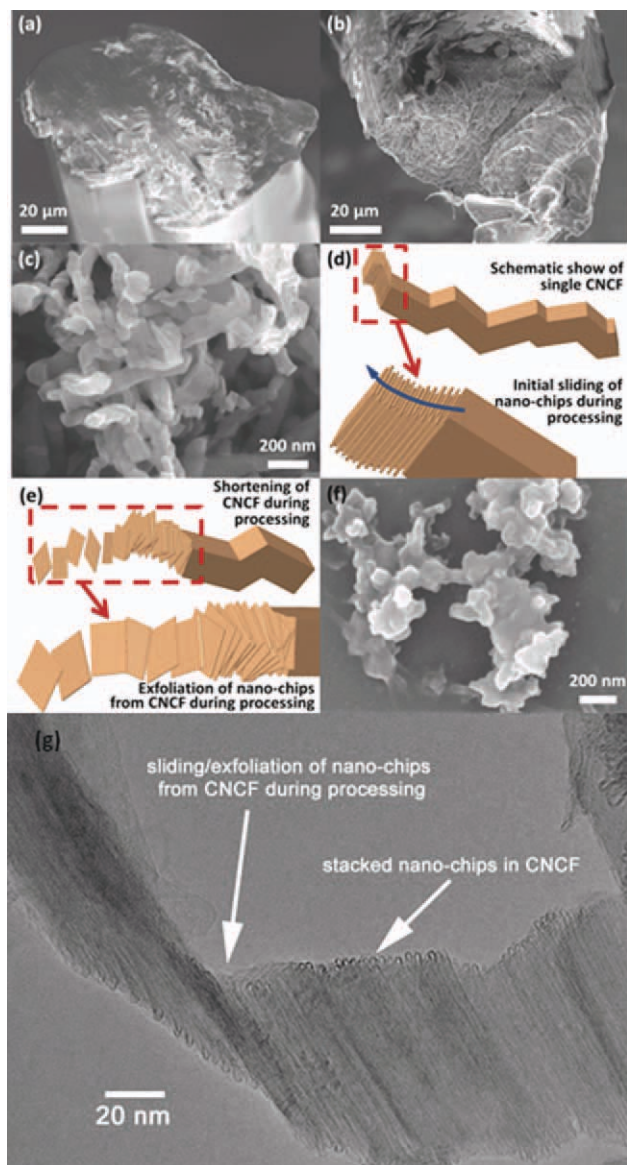 (a)
20 μm
(b)
20 μm
(c)
200 nm
(d)
Schematic show of
single CNCF
Initial sliding of
nano-chips during
processing
(e)
Shortening of
CNCF during
processing
Exfoliation of nano-chips
from CNCF during processing
(f)
200 nm
(g)
sliding/exfoliation of nano-chips
from CNCF during processing
stacked nano-chips in CNCF
20 nm